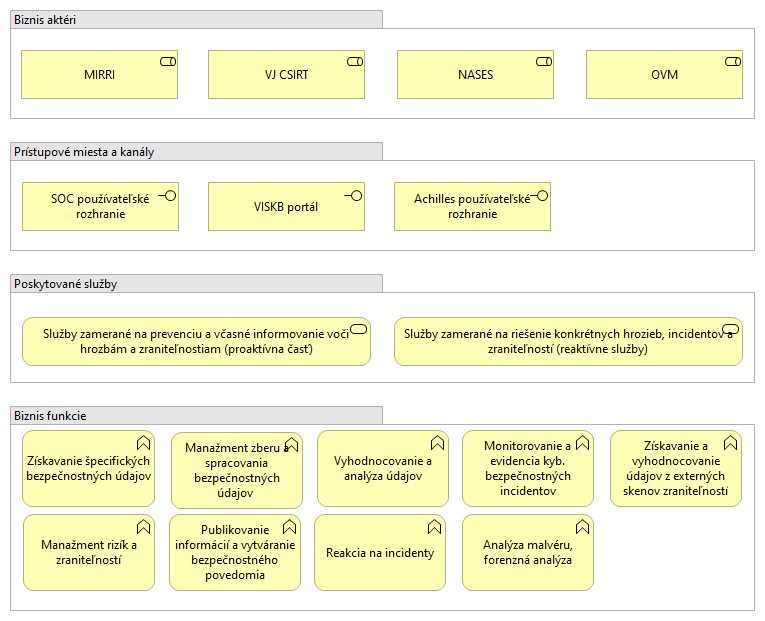 Biznis aktéri
MIRRI
VJ CSIRT
NASES
OVM
Prístupové miesta a kanály
SOC používateľské
rozhranie
VISKB portál
Achilles používateľské
rozhranie
Poskytované služby
Služby zamerané na prevenciu a včasné informovanie voči
hrozbám a zraniteľnostiam (proaktívna časť)
Služby zamerané na riešenie konkrétnych hrozieb, incidentov a
zraniteľností (reaktívne služby)
Biznis funkcie
Získavanie špecifických
bezpečnostných údajov
Manažment zberu a
spracovania
bezpečnostných
údajov
Vyhodnocovanie a
analýza údajov
Monitorovanie a
evidencia kyb.
bezpečnostných
incidentov
Získavanie a
vyhodnocovanie
údajov z externých
skenov zraniteľností
Manažment rizík a
zraniteľností
Publikovanie
informácií a vytváranie
bezpečnostného
povedomia
Reakcia na incidenty
Analýza malvéru,
forenzná analýza